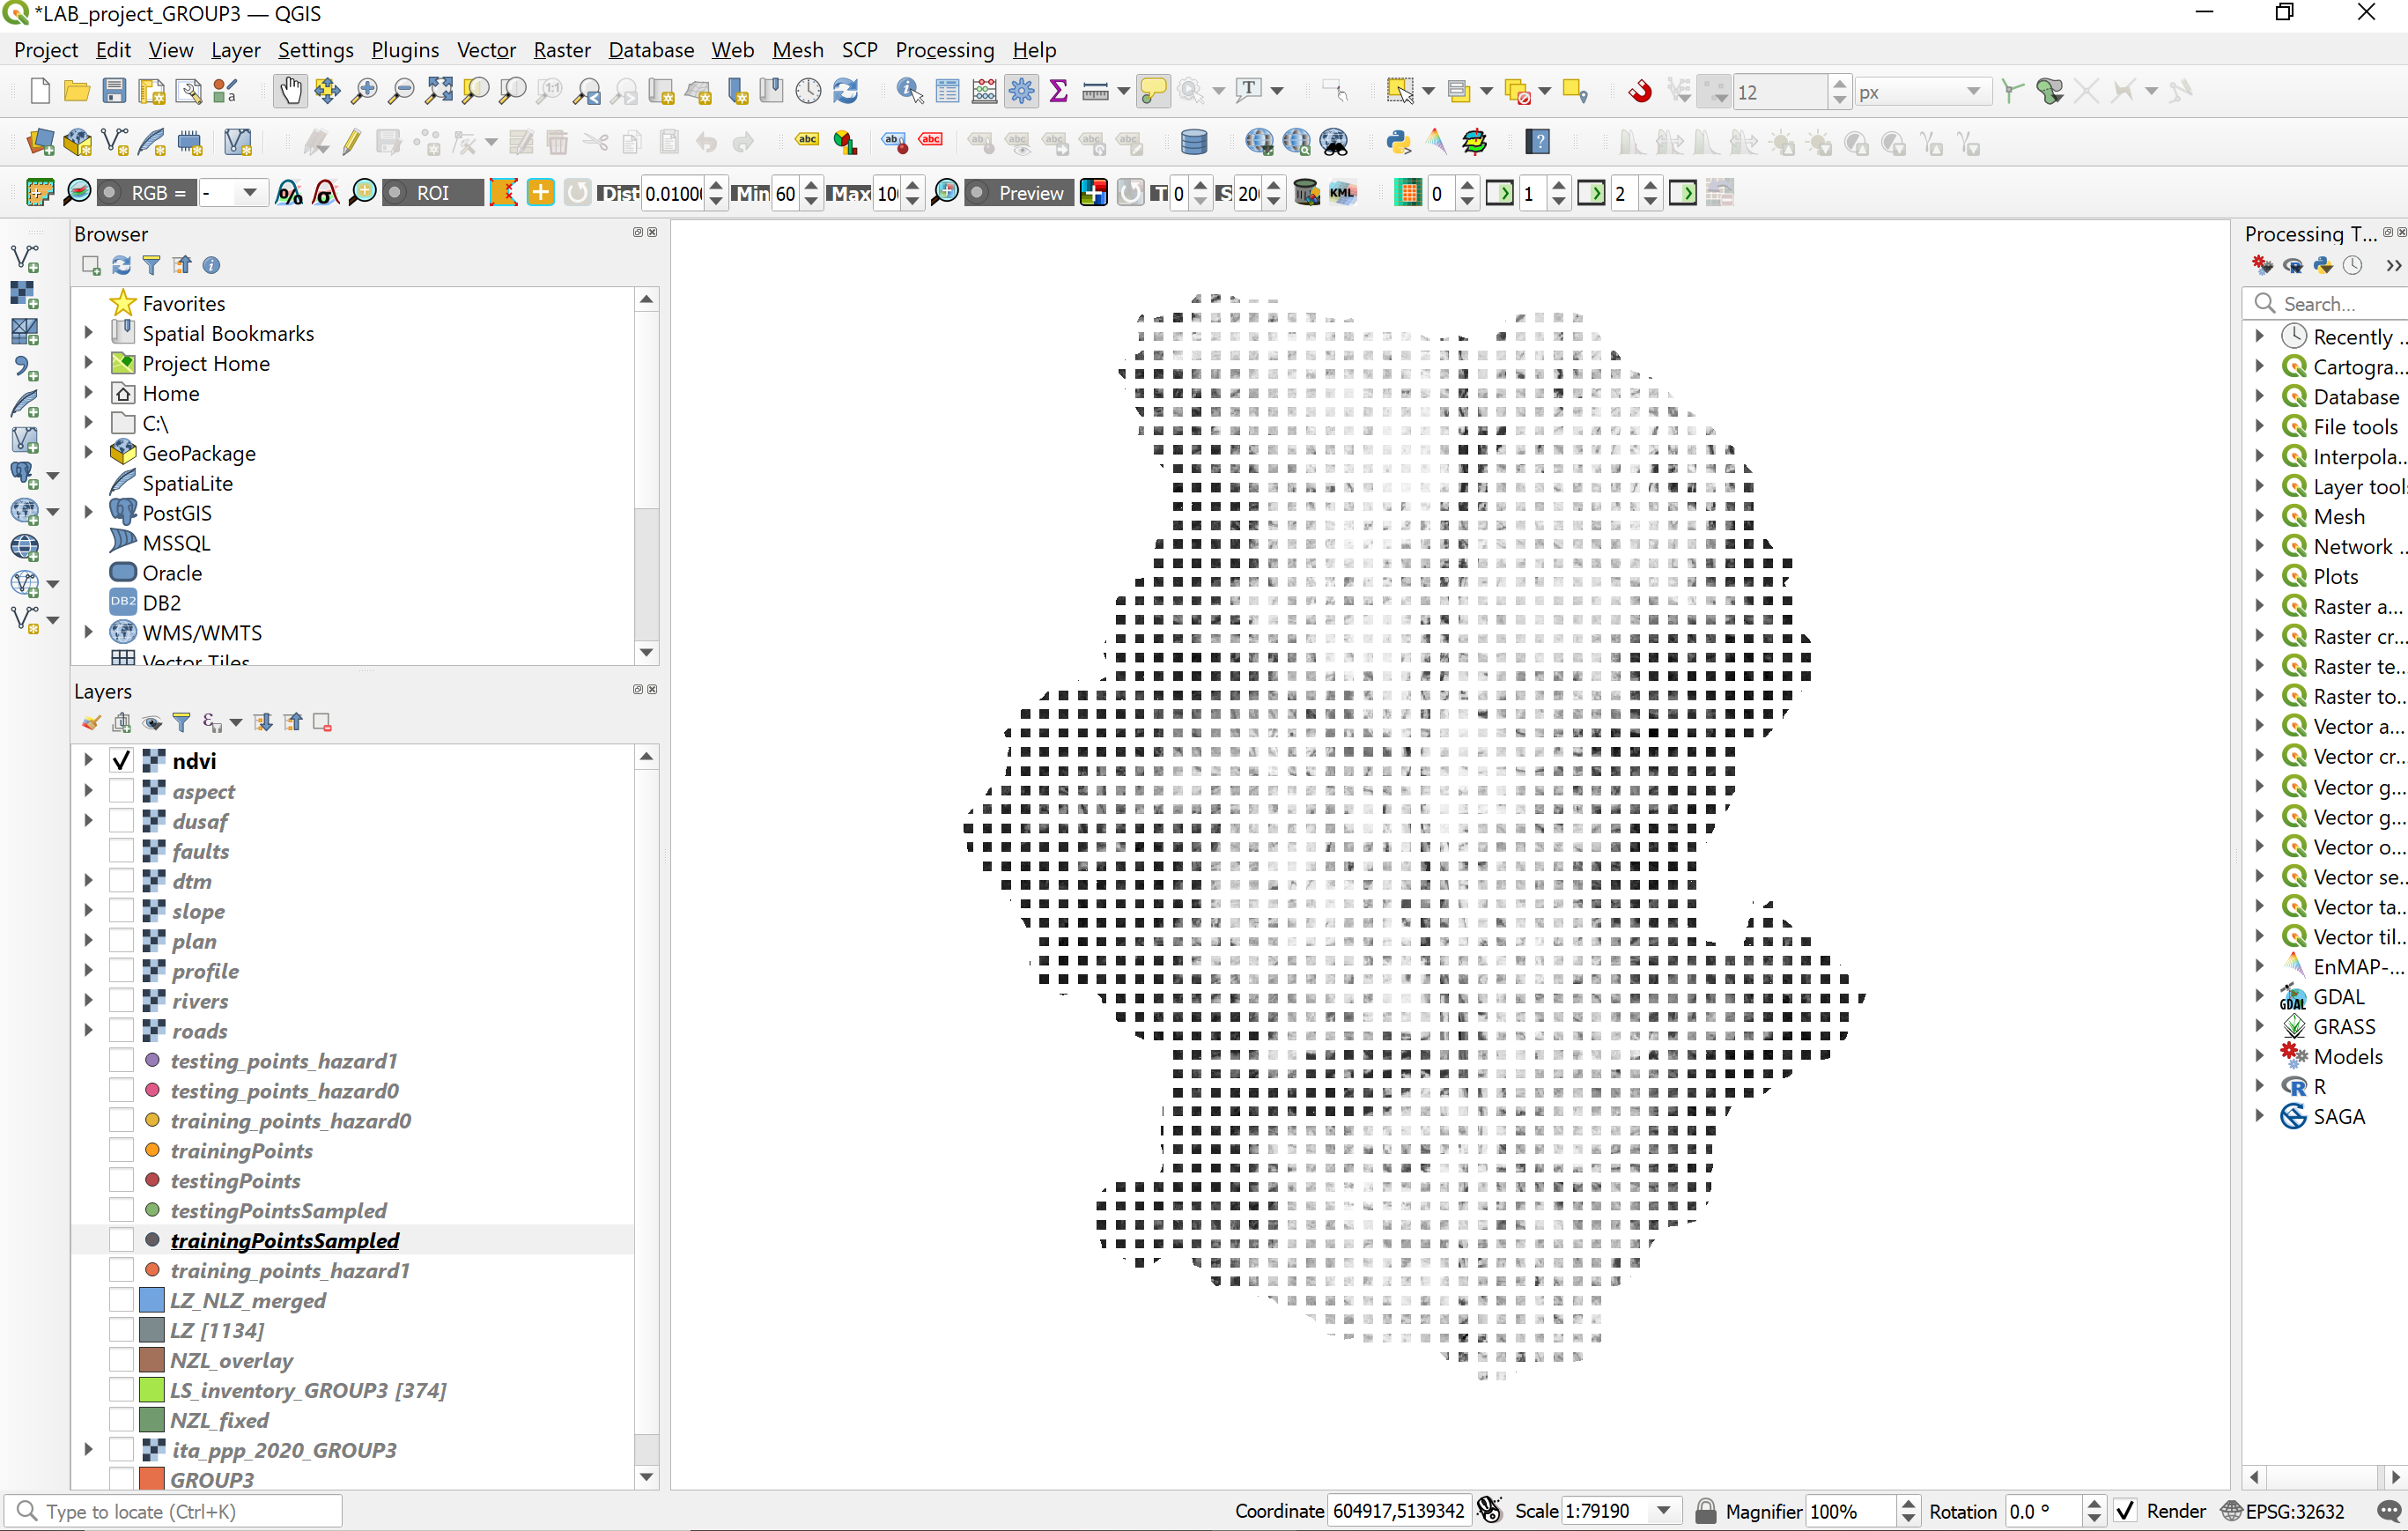 *LAB_project_GROUP3 — QGIS
Project Edit View Layer Settings Plugins Vector Raster Database Web Mesh SCP Processing Help
12 px
RGB = - ROI Dist 0.0100 Min 60 Max 10 Preview T 0 S 20 KML 0 1 2
Browser
Favorites
Spatial Bookmarks
Project Home
Home
C:\
GeoPackage
SpatiaLite
PostGIS
MSSQL
Oracle
DB2
WMS/WMTS
Vector Tiles
Layers
ndvi
aspect
dusaf
faults
dtm
slope
plan
profile
rivers
roads
testing_points_hazard1
testing_points_hazard0
training_points_hazard0
trainingPoints
testingPoints
testingPointsSampled
trainingPointsSampled
training_points_hazard1
LZ_NLZ_merged
LZ [1134]
NZL_overlay
LS_inventory_GROUP3 [374]
NZL_fixed
ita_ppp_2020_GROUP3
GROUP3
Processing T...
Search...
Recently ...
Cartogra...
Database
File tools
Interpola...
Layer tool
Mesh
Network ...
Plots
Raster a...
Raster cr...
Raster te...
Raster to...
Vector a...
Vector cr...
Vector g...
Vector g...
Vector o...
Vector se...
Vector ta...
Vector til...
EnMAP-...
GDAL
GRASS
Models
R
SAGA
Type to locate (Ctrl+K)
Coordinate 604917,5139342 Scale 1:79190 Magnifier 100% Rotation 0.0 ° Render EPSG:32632